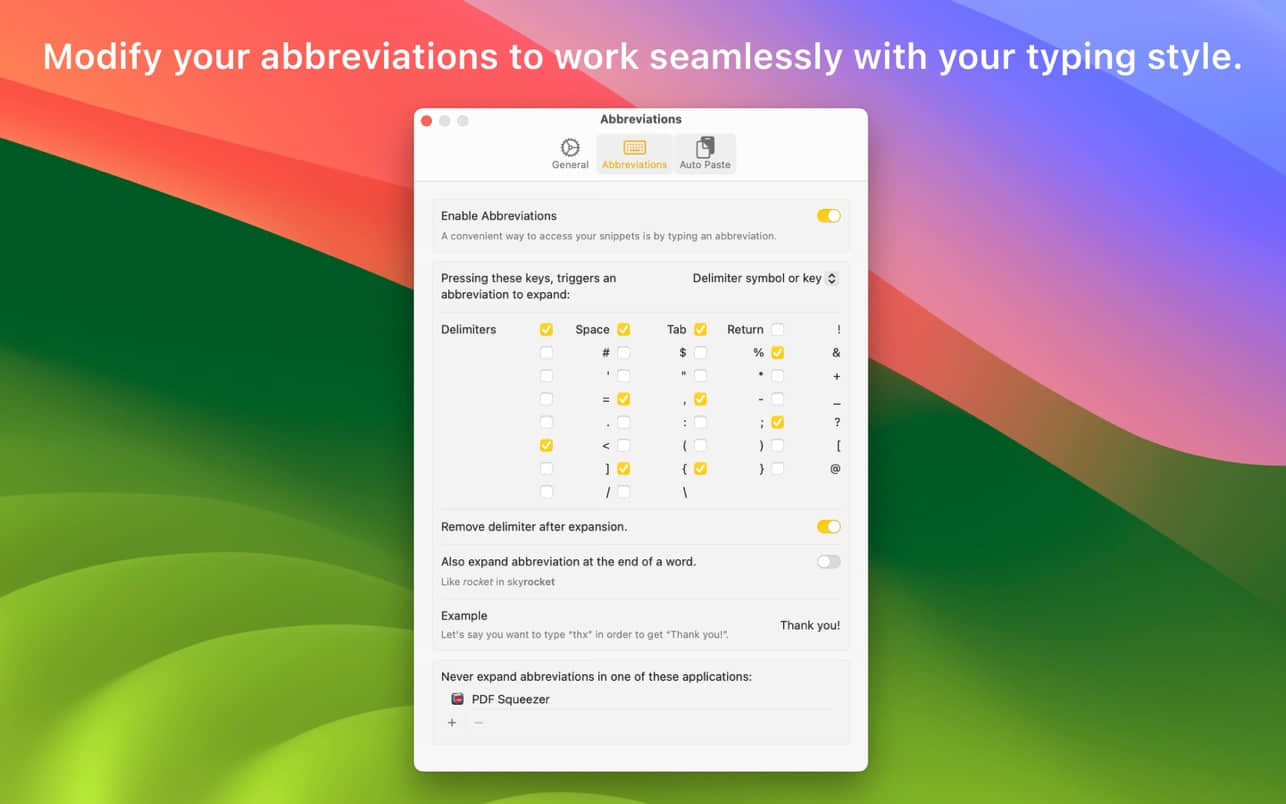 Modify your abbreviations to work seamlessly with your typing style.
Abbreviations
General Abbreviations Auto Paste
Enable Abbreviations
A convenient way to access your snippets is by typing an abbreviation.
Pressing these keys, triggers an Delimiter symbol or key
abbreviation to expand:
Delimiters Space Tab Return !
# $ % &
' " * +
= , - _
. : ; ?
< ( ) [
] { } @
/ \
Remove delimiter after expansion.
Also expand abbreviation at the end of a word.
Like rocket in skyrocket
Example
Let's say you want to type “thx” in order to get “Thank you!”.
Thank you!
Never expand abbreviations in one of these applications:
PDF Squeezer
+ −